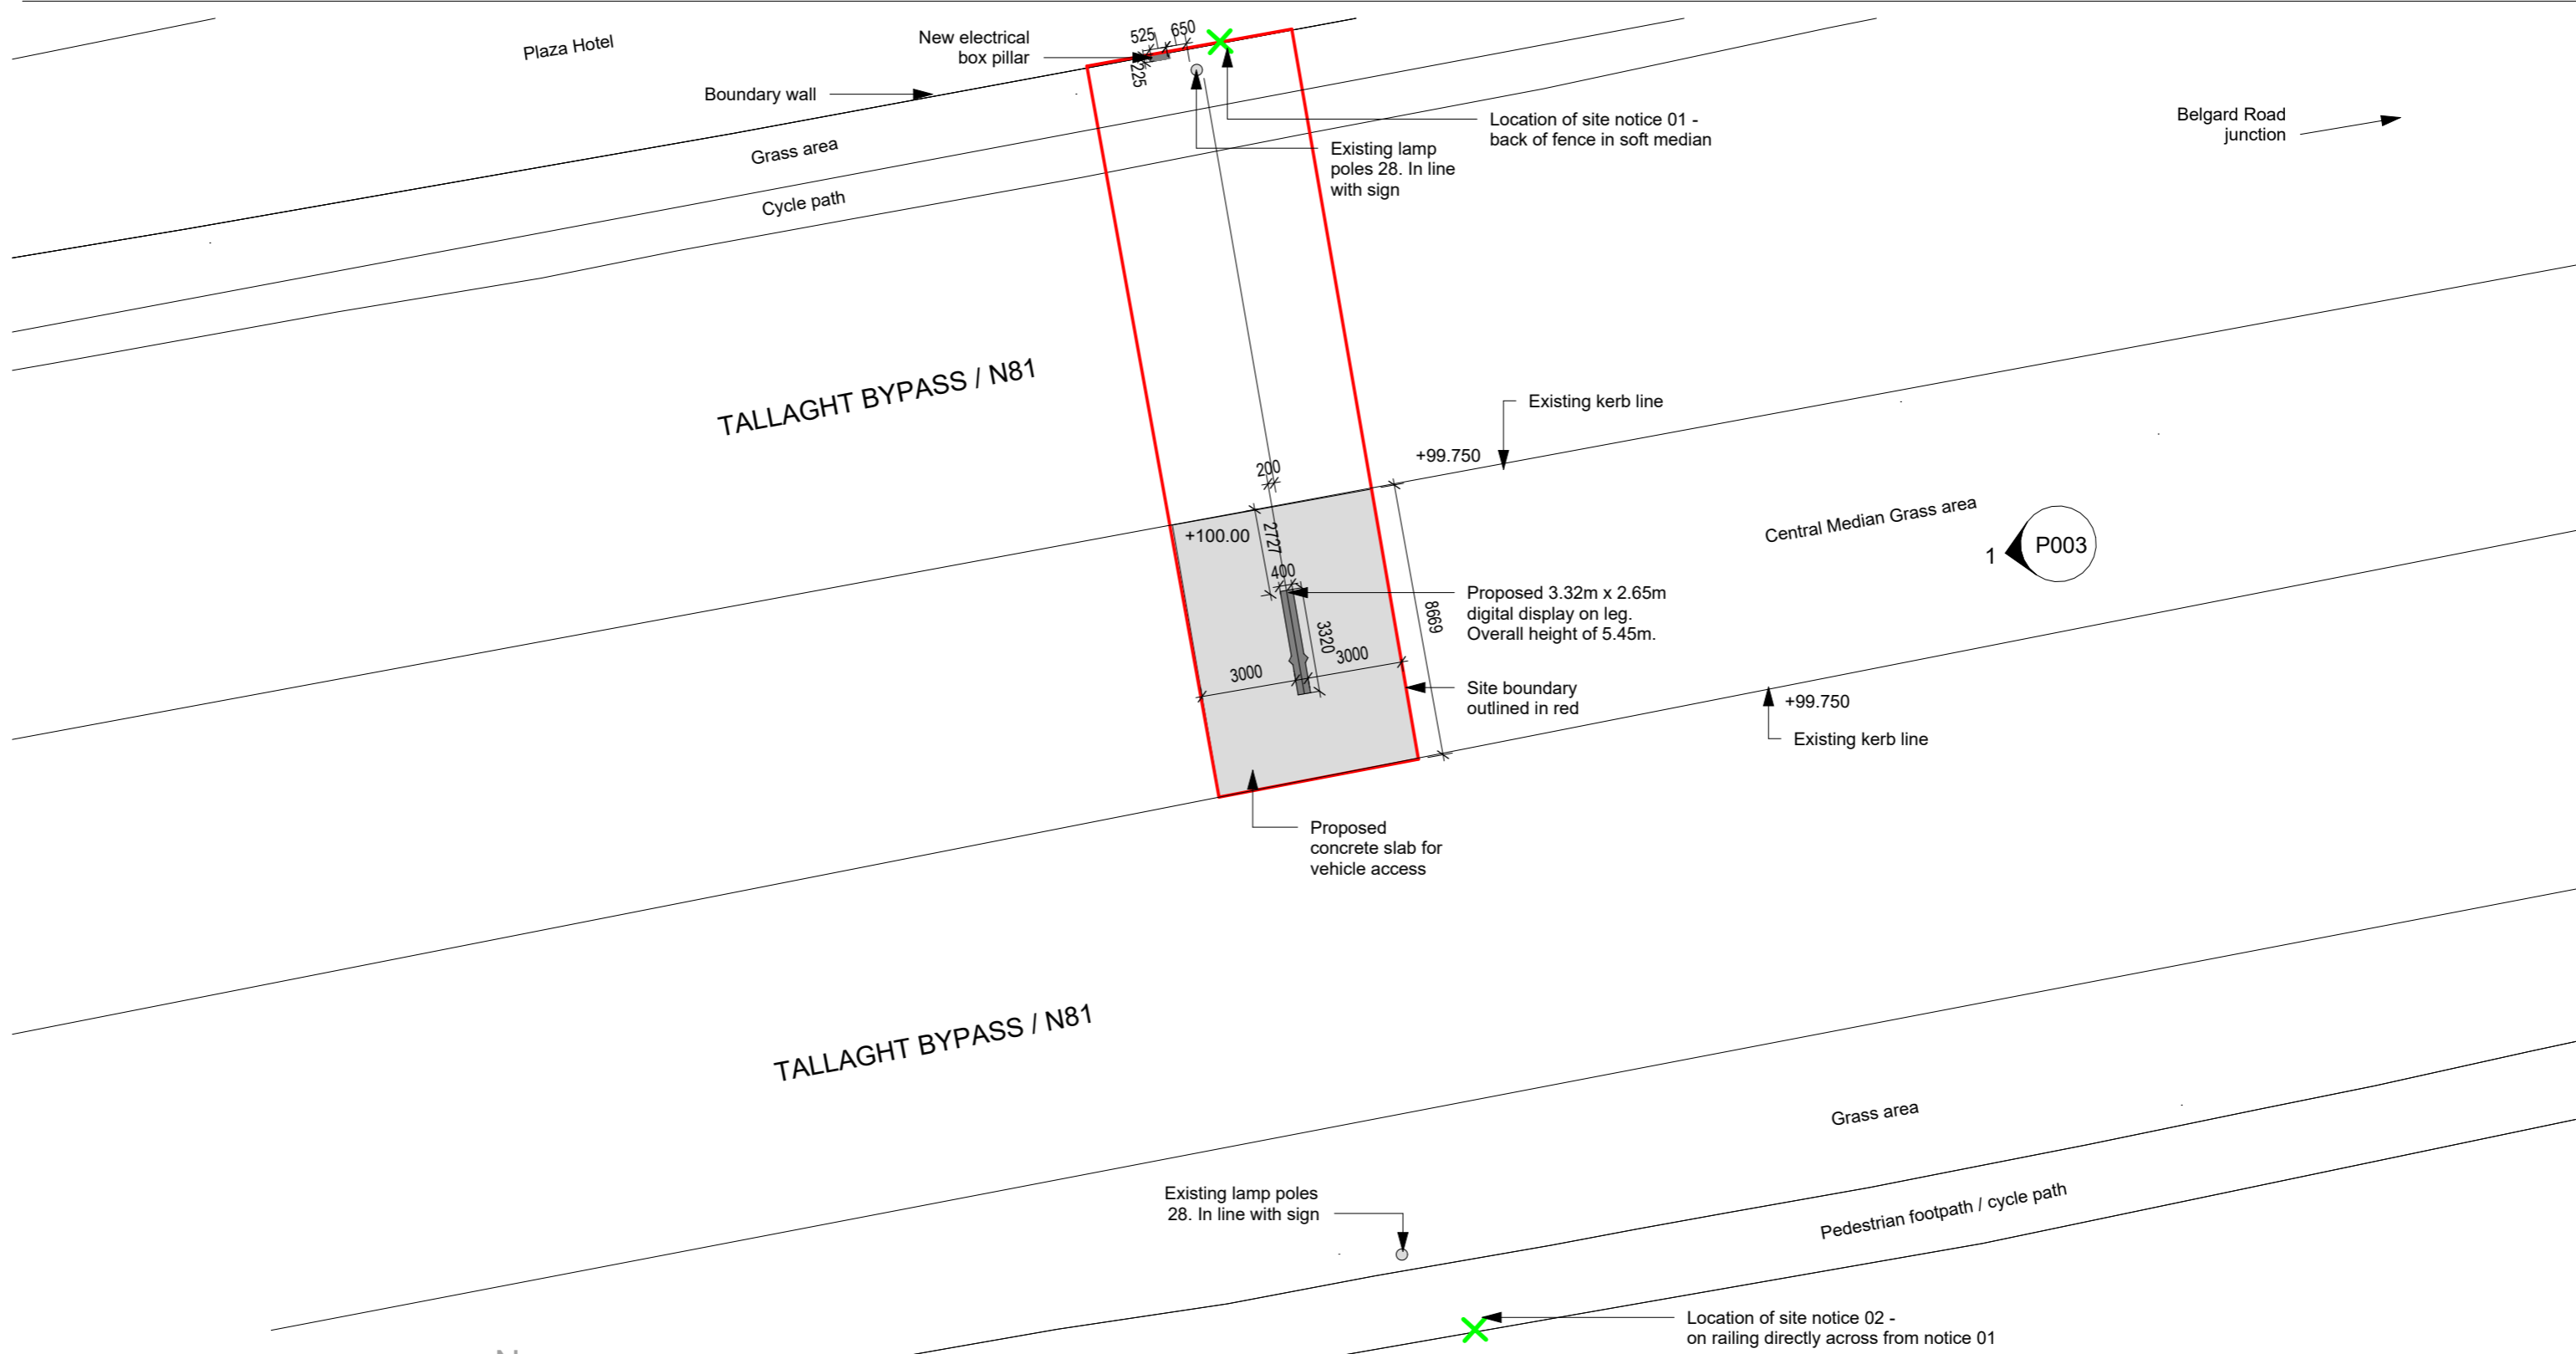 Plaza Hotel
New electrical
box pillar
525
650
225
Boundary wall
Location of site notice 01 -
back of fence in soft median
Existing lamp
poles 28. In line
with sign
Belgard Road
junction
Grass area
Cycle path
TALLAGHT BYPASS / N81
Existing kerb line
+99.750
200
+100.00
2727
400
Central Median Grass area
1
P003
Proposed 3.32m x 2.65m
digital display on leg.
Overall height of 5.45m.
8669
3320
3000
3000
Site boundary
outlined in red
+99.750
Existing kerb line
Proposed
concrete slab for
vehicle access
TALLAGHT BYPASS / N81
Grass area
Existing lamp poles
28. In line with sign
Pedestrian footpath / cycle path
Location of site notice 02 -
on railing directly across from notice 01